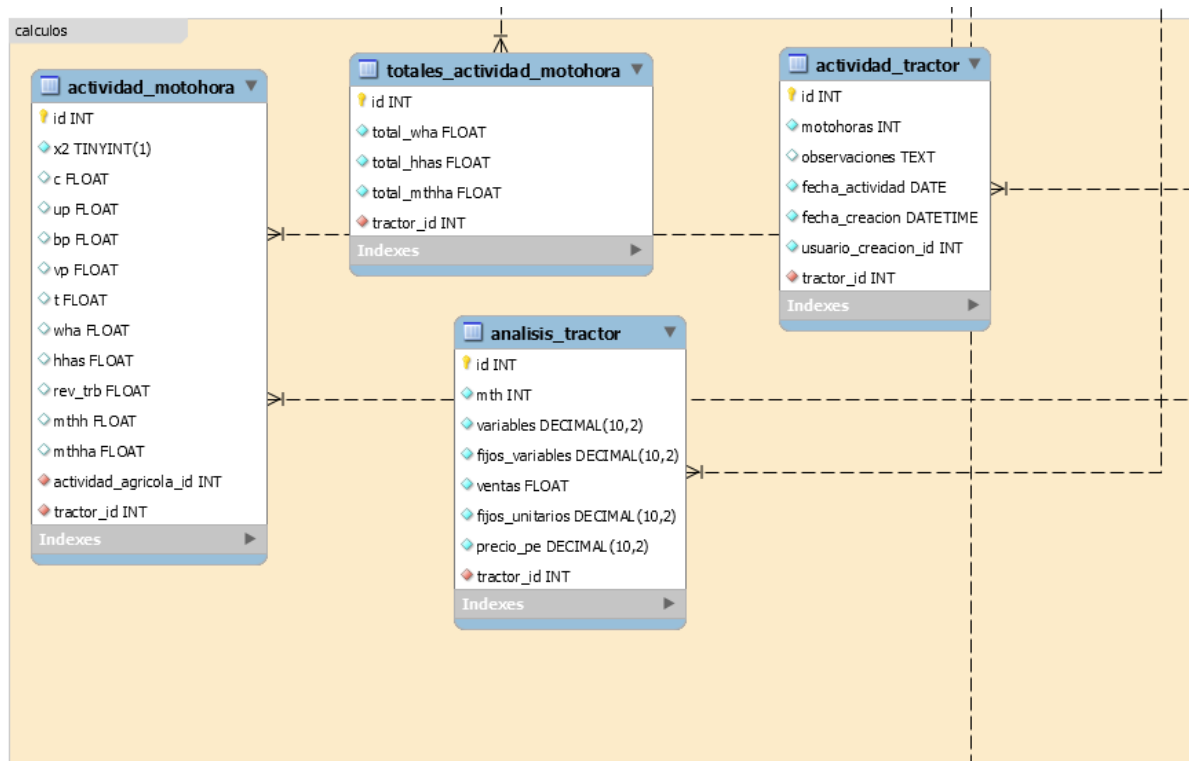 calculos
actividad_motohora
id INT
x2 TINYINT(1)
c FLOAT
up FLOAT
bp FLOAT
vp FLOAT
t FLOAT
wha FLOAT
hhas FLOAT
rev_trb FLOAT
mthh FLOAT
mthha FLOAT
actividad_agricola_id INT
tractor_id INT
Indexes
totales_actividad_motohora
id INT
total_wha FLOAT
total_hhas FLOAT
total_mthha FLOAT
tractor_id INT
Indexes
actividad_tractor
id INT
motohoras INT
observaciones TEXT
fecha_actividad DATE
fecha_creacion DATETIME
usuario_creacion_id INT
tractor_id INT
Indexes
analisis_tractor
id INT
mth INT
variables DECIMAL(10,2)
fijos_variables DECIMAL(10,2)
ventas FLOAT
fijos_unitarios DECIMAL(10,2)
precio_pe DECIMAL(10,2)
tractor_id INT
Indexes